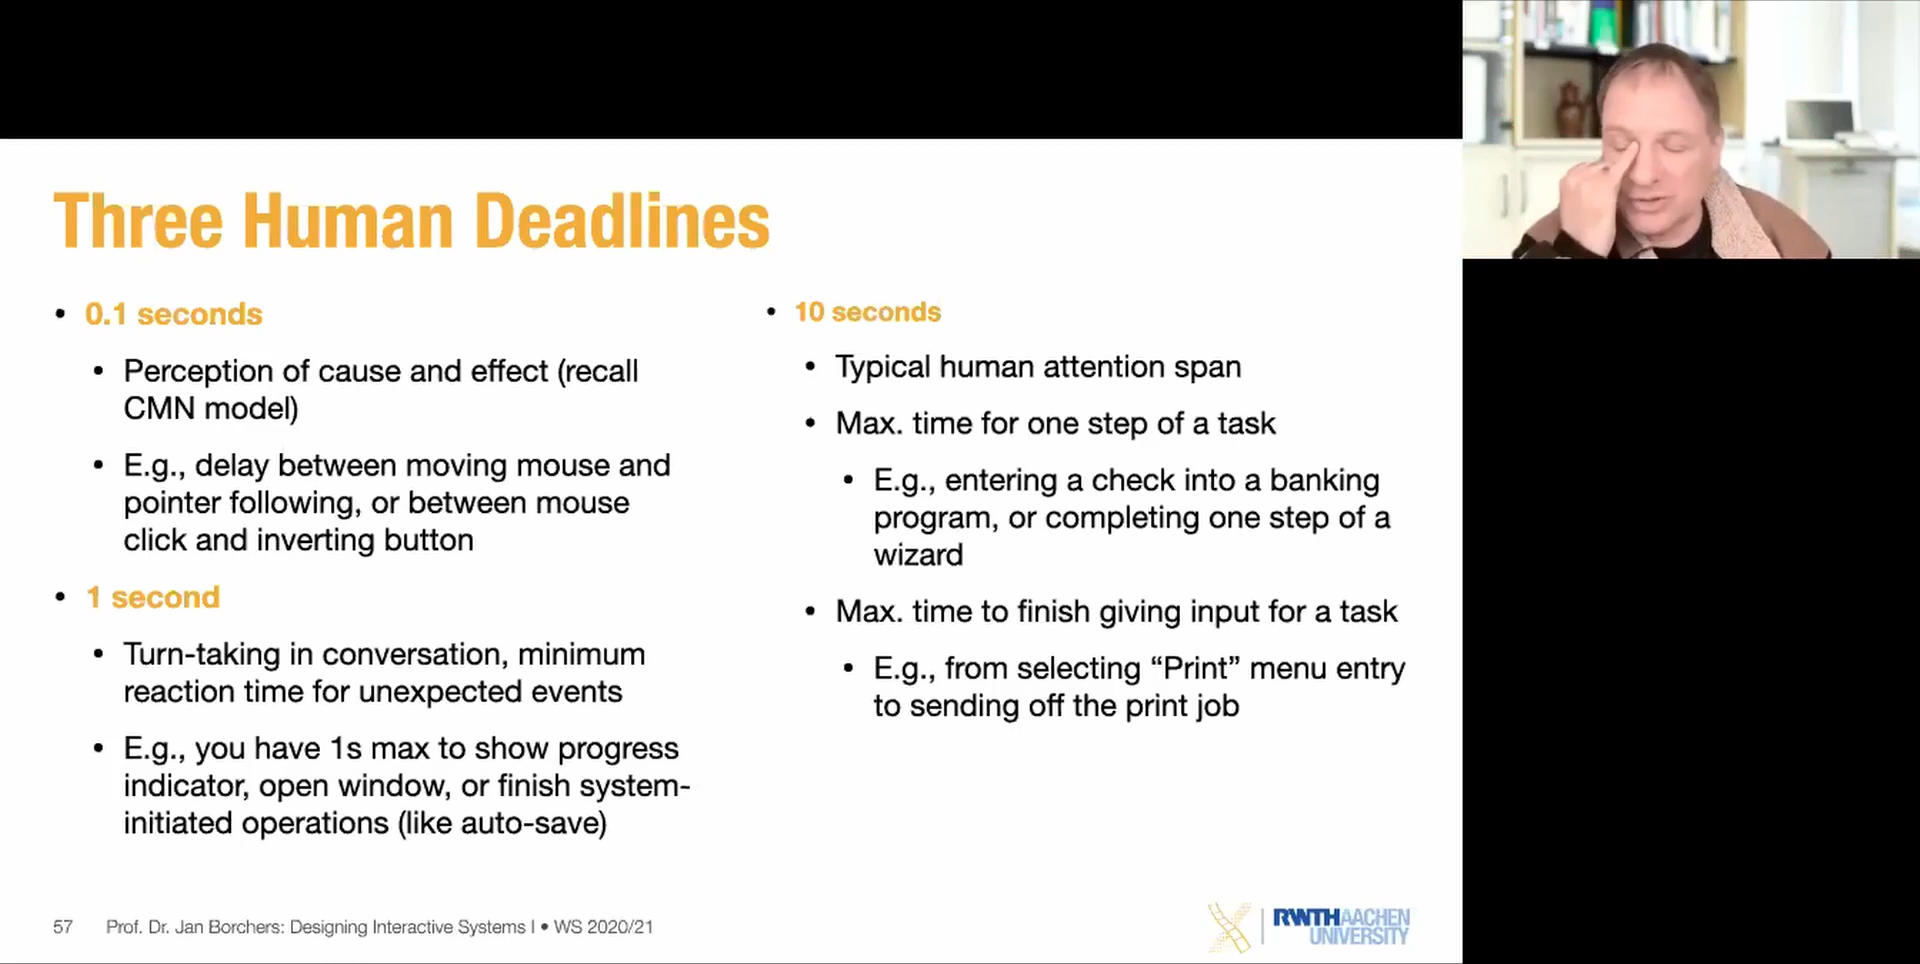 Three Human Deadlines
• 0.1 seconds
• Perception of cause and effect (recall
CMN model)
• E.g., delay between moving mouse and
pointer following, or between mouse
click and inverting button
• 1 second
• Turn-taking in conversation, minimum
reaction time for unexpected events
• E.g., you have 1s max to show progress
indicator, open window, or finish system-
initiated operations (like auto-save)
• 10 seconds
• Typical human attention span
• Max. time for one step of a task
• E.g., entering a check into a banking
program, or completing one step of a
wizard
• Max. time to finish giving input for a task
• E.g., from selecting “Print” menu entry
to sending off the print job
57 Prof. Dr. Jan Borchers: Designing Interactive Systems I • WS 2020/21
RWTHAACHEN
UNIVERSITY